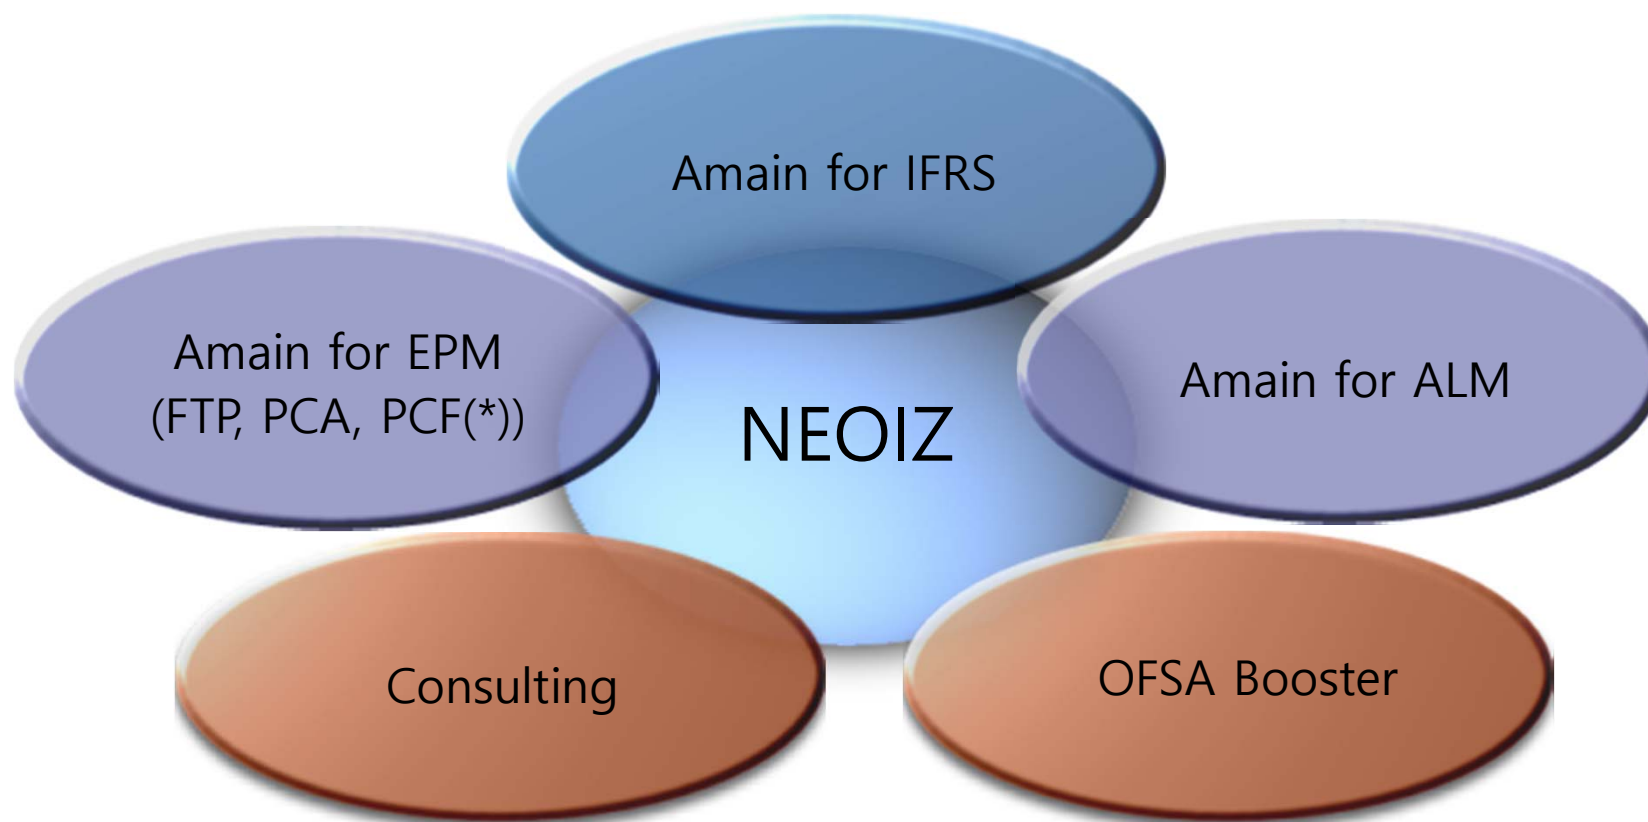 Amain for IFRS
Amain for EPM
(FTP, PCA, PCF(*))
Amain for ALM
NEOIZ
Consulting
OFSA Booster